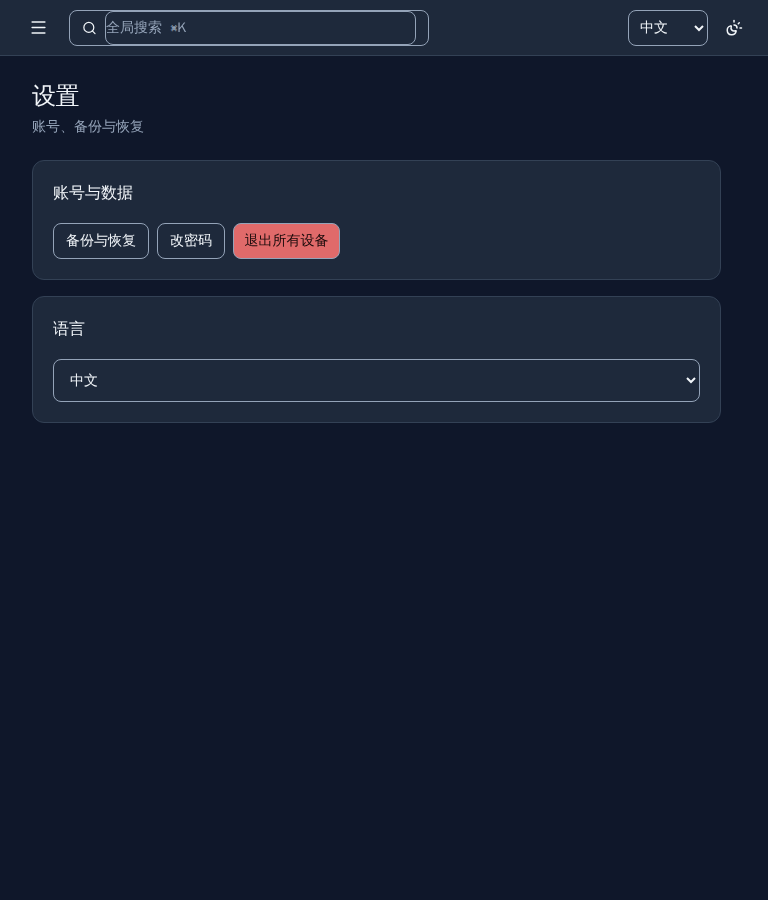 全局搜索 ⌘K
中文
设置
账号、备份与恢复
账号与数据
备份与恢复 改密码 退出所有设备
语言
中文